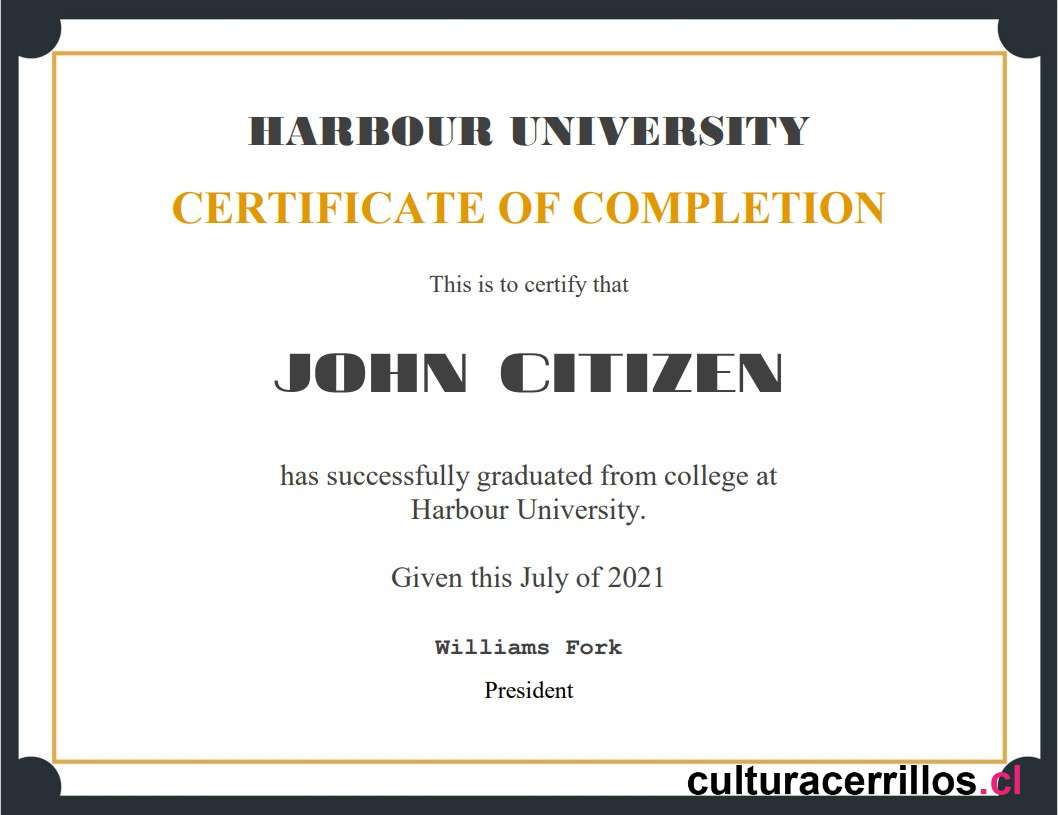 HARBOUR UNIVERSITY
CERTIFICATE OF COMPLETION
This is to certify that
JOHN CITIZEN
has successfully graduated from college at
Harbour University.
Given this July of 2021
Williams Fork
President
culturacerrillos.cl